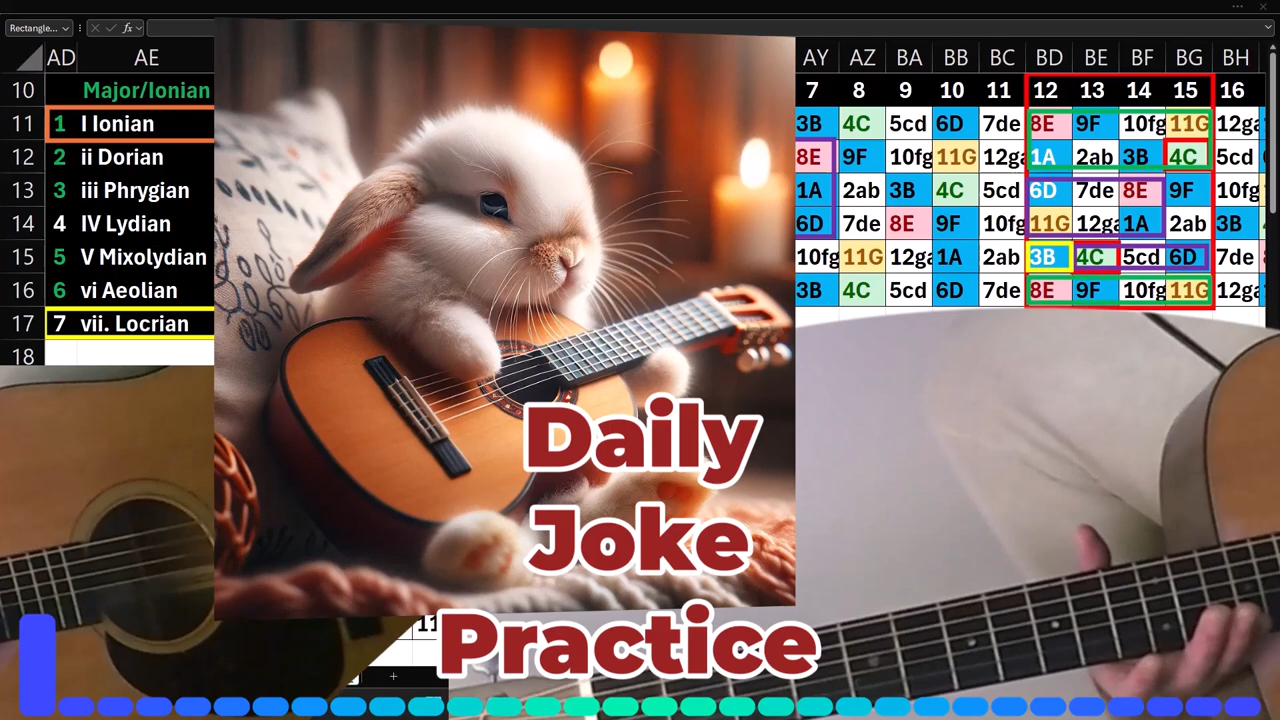 Rectangle...
fx
AD AE AY AZ BA BB BC BD BE BF BG BH
10 Major/Ionian 7 8 9 10 11 12 13 14 15 16
11 1 I Ionian 3B 4C 5cd 6D 7de 8E 9F 10fg 11G 12ga
12 2 ii Dorian 8E 9F 10fg 11G 12ga 1A 2ab 3B 4C 5cd
13 3 iii Phrygian 1A 2ab 3B 4C 5cd 6D 7de 8E 9F 10fg
14 4 IV Lydian 6D 7de 8E 9F 10fg 11G 12ga 1A 2ab 3B
15 5 V Mixolydian 10fg 11G 12ga 1A 2ab 3B 4C 5cd 6D 7de
16 6 vi Aeolian 3B 4C 5cd 6D 7de 8E 9F 10fg 11G 12ga
17 7 vii. Locrian
18
Daily
Joke
Practice